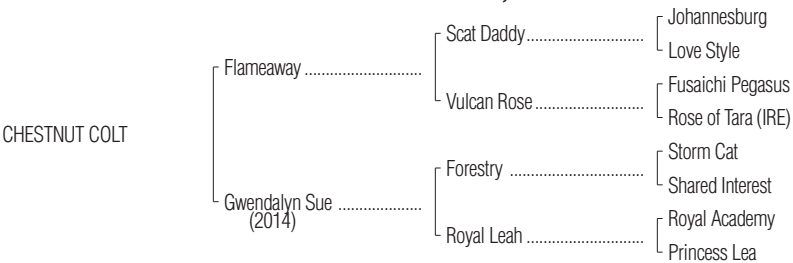 Johannesburg
Scat Daddy
Love Style
Flameaway
Fusaichi Pegasus
Vulcan Rose
Rose of Tara (IRE)
CHESTNUT COLT
Storm Cat
Forestry
Shared Interest
Gwendalyn Sue
(2014)
Royal Academy
Royal Leah
Princess Lea